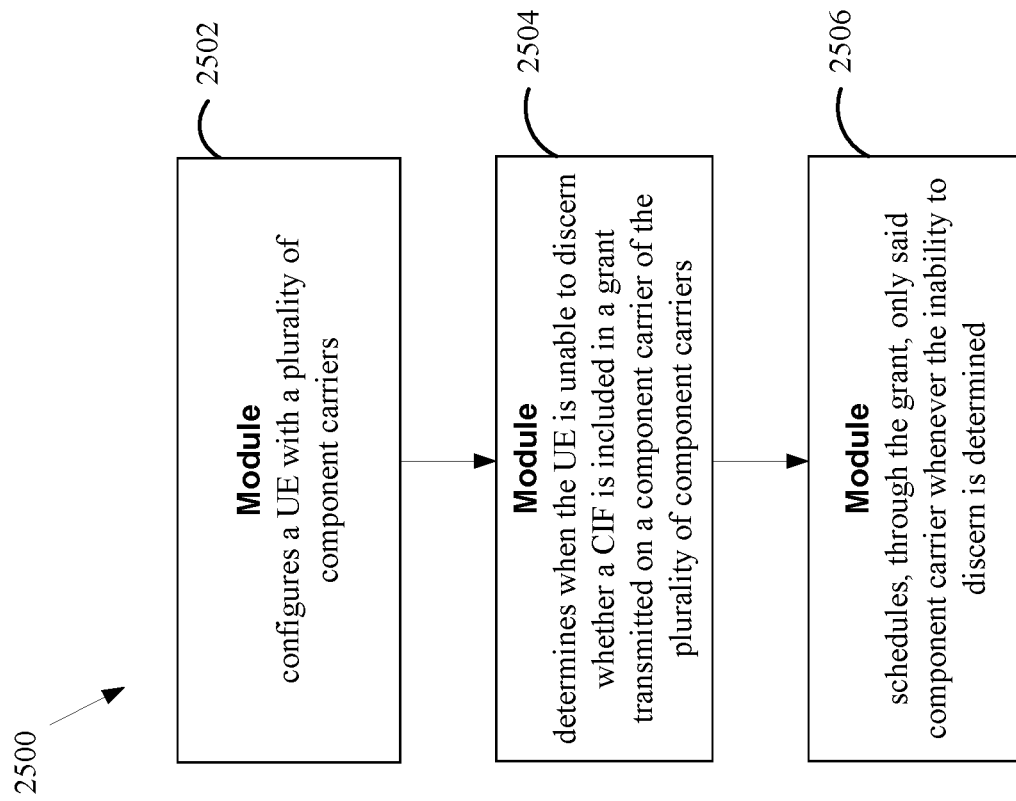 2500
2502
Module
configures a UE with a plurality of
component carriers
2504
Module
determines when the UE is unable to discern
whether a CIF is included in a grant
transmitted on a component carrier of the
plurality of component carriers
2506
Module
schedules, through the grant, only said
component carrier whenever the inability to
discern is determined